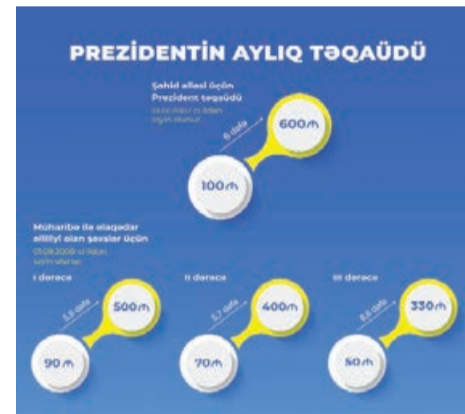 PREZİDENTİN AYLIQ TƏQAÜDÜ
Şəhid ailəsi üçün
Prezident təqaüdü
6 dəfə
600₼
100₼
Müharibə ilə əlaqədar
əlilliyi olan şəxslər üçün
I dərəcə
II dərəcə
III dərəcə
500₼
400₼
330₼
90₼
70₼
50₼